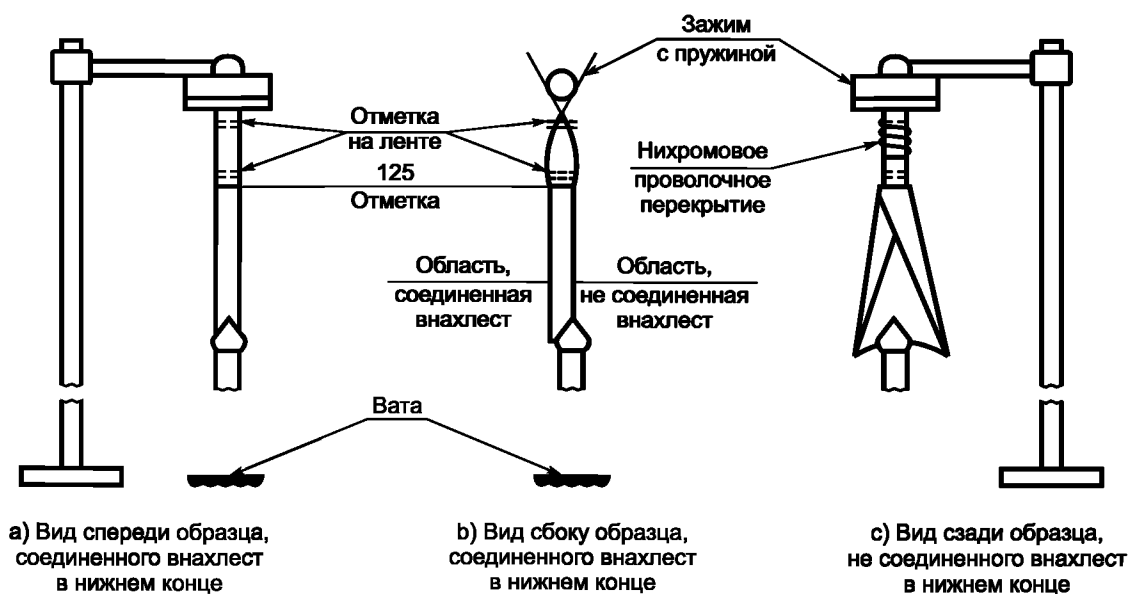 Зажим
с пружиной
Отметка
на ленте
125
Отметка
Нихромовое
проволочное
перекрытие
Область,
соединенная
внахлест
Область,
не соединенная
внахлест
Вата
a) Вид спереди образца,
соединенного внахлест
в нижнем конце
b) Вид сбоку образца,
соединенного внахлест
в нижнем конце
c) Вид сзади образца,
не соединенного внахлест
в нижнем конце